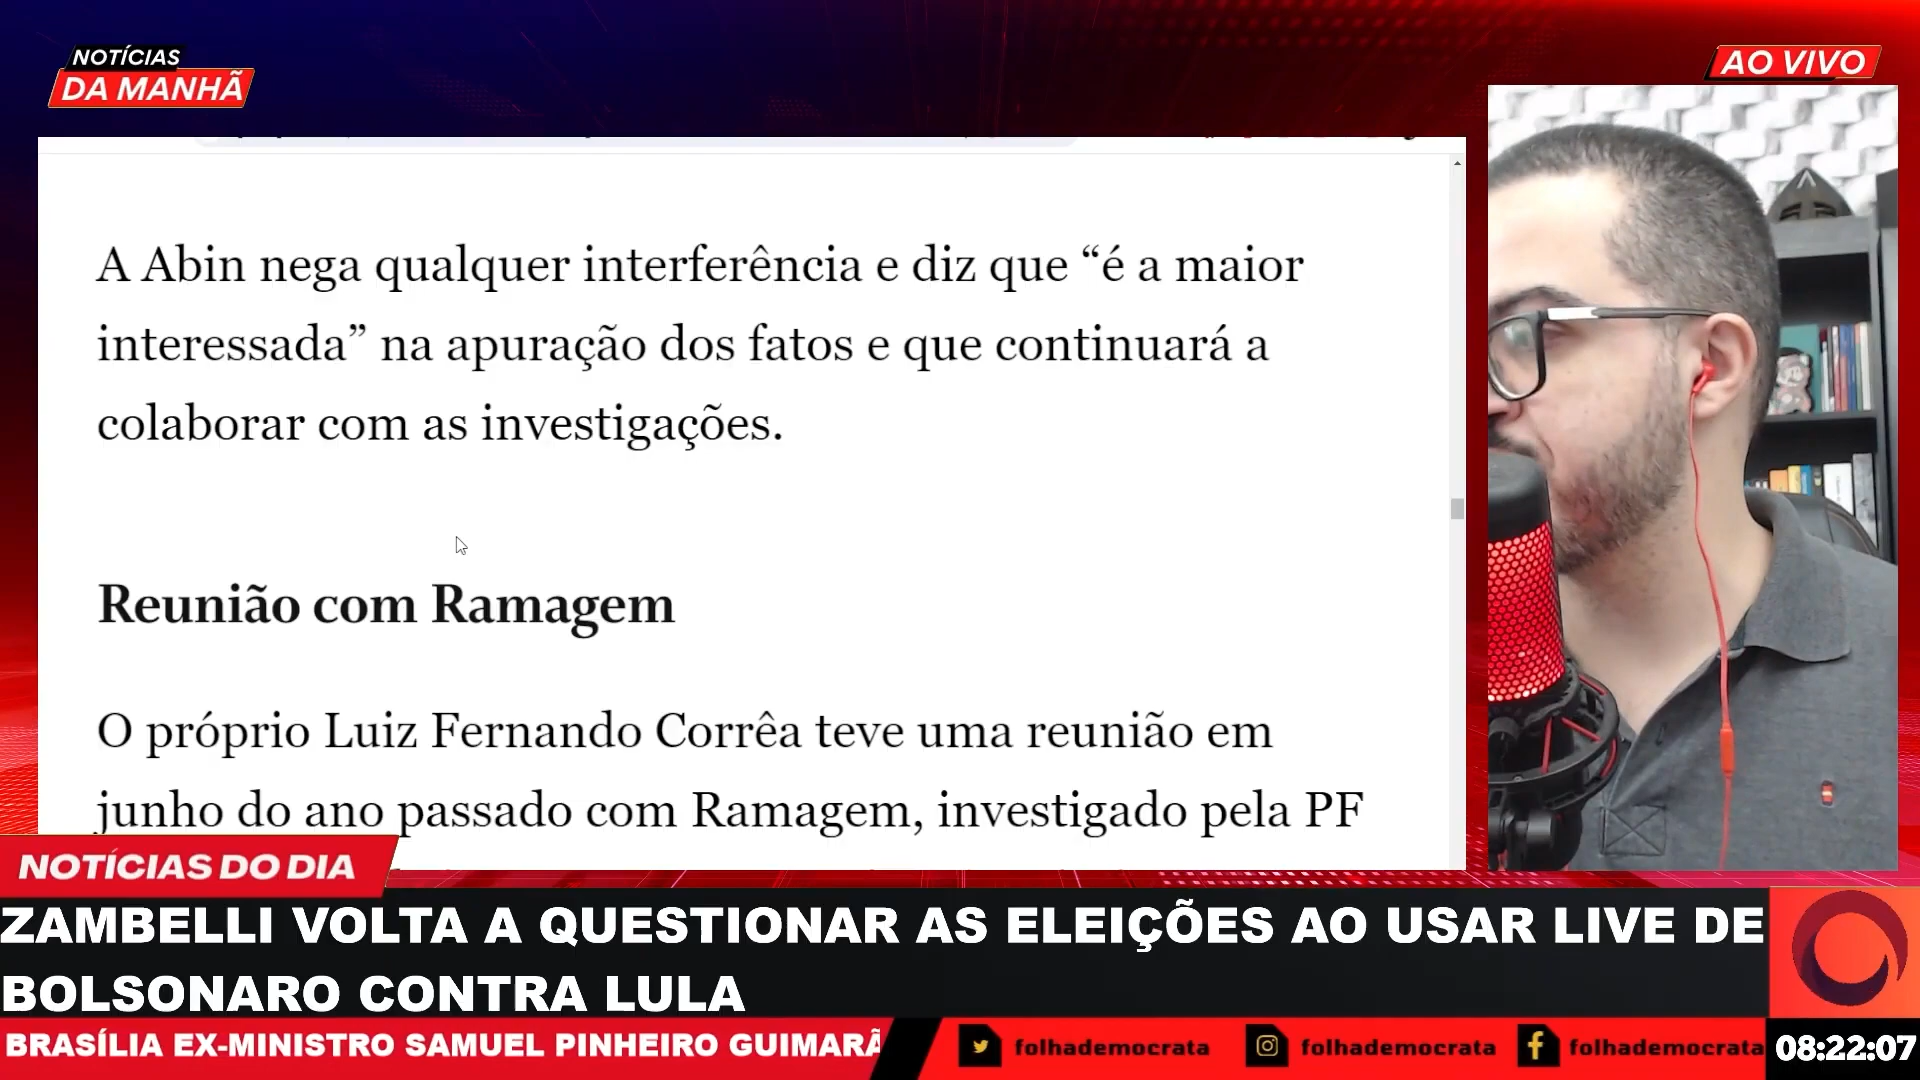 NOTÍCIAS
DA MANHÃ
AO VIVO
A Abin nega qualquer interferência e diz que “é a maior
interessada” na apuração dos fatos e que continuará a
colaborar com as investigações.
Reunião com Ramagem
O próprio Luiz Fernando Corrêa teve uma reunião em
junho do ano passado com Ramagem, investigado pela PF
NOTÍCIAS DO DIA
ZAMBELLI VOLTA A QUESTIONAR AS ELEIÇÕES AO USAR LIVE DE
BOLSONARO CONTRA LULA
BRASÍLIA EX-MINISTRO SAMUEL PINHEIRO GUIMARÃ
folhademocrata
folhademocrata
folhademocrata
08:22:07